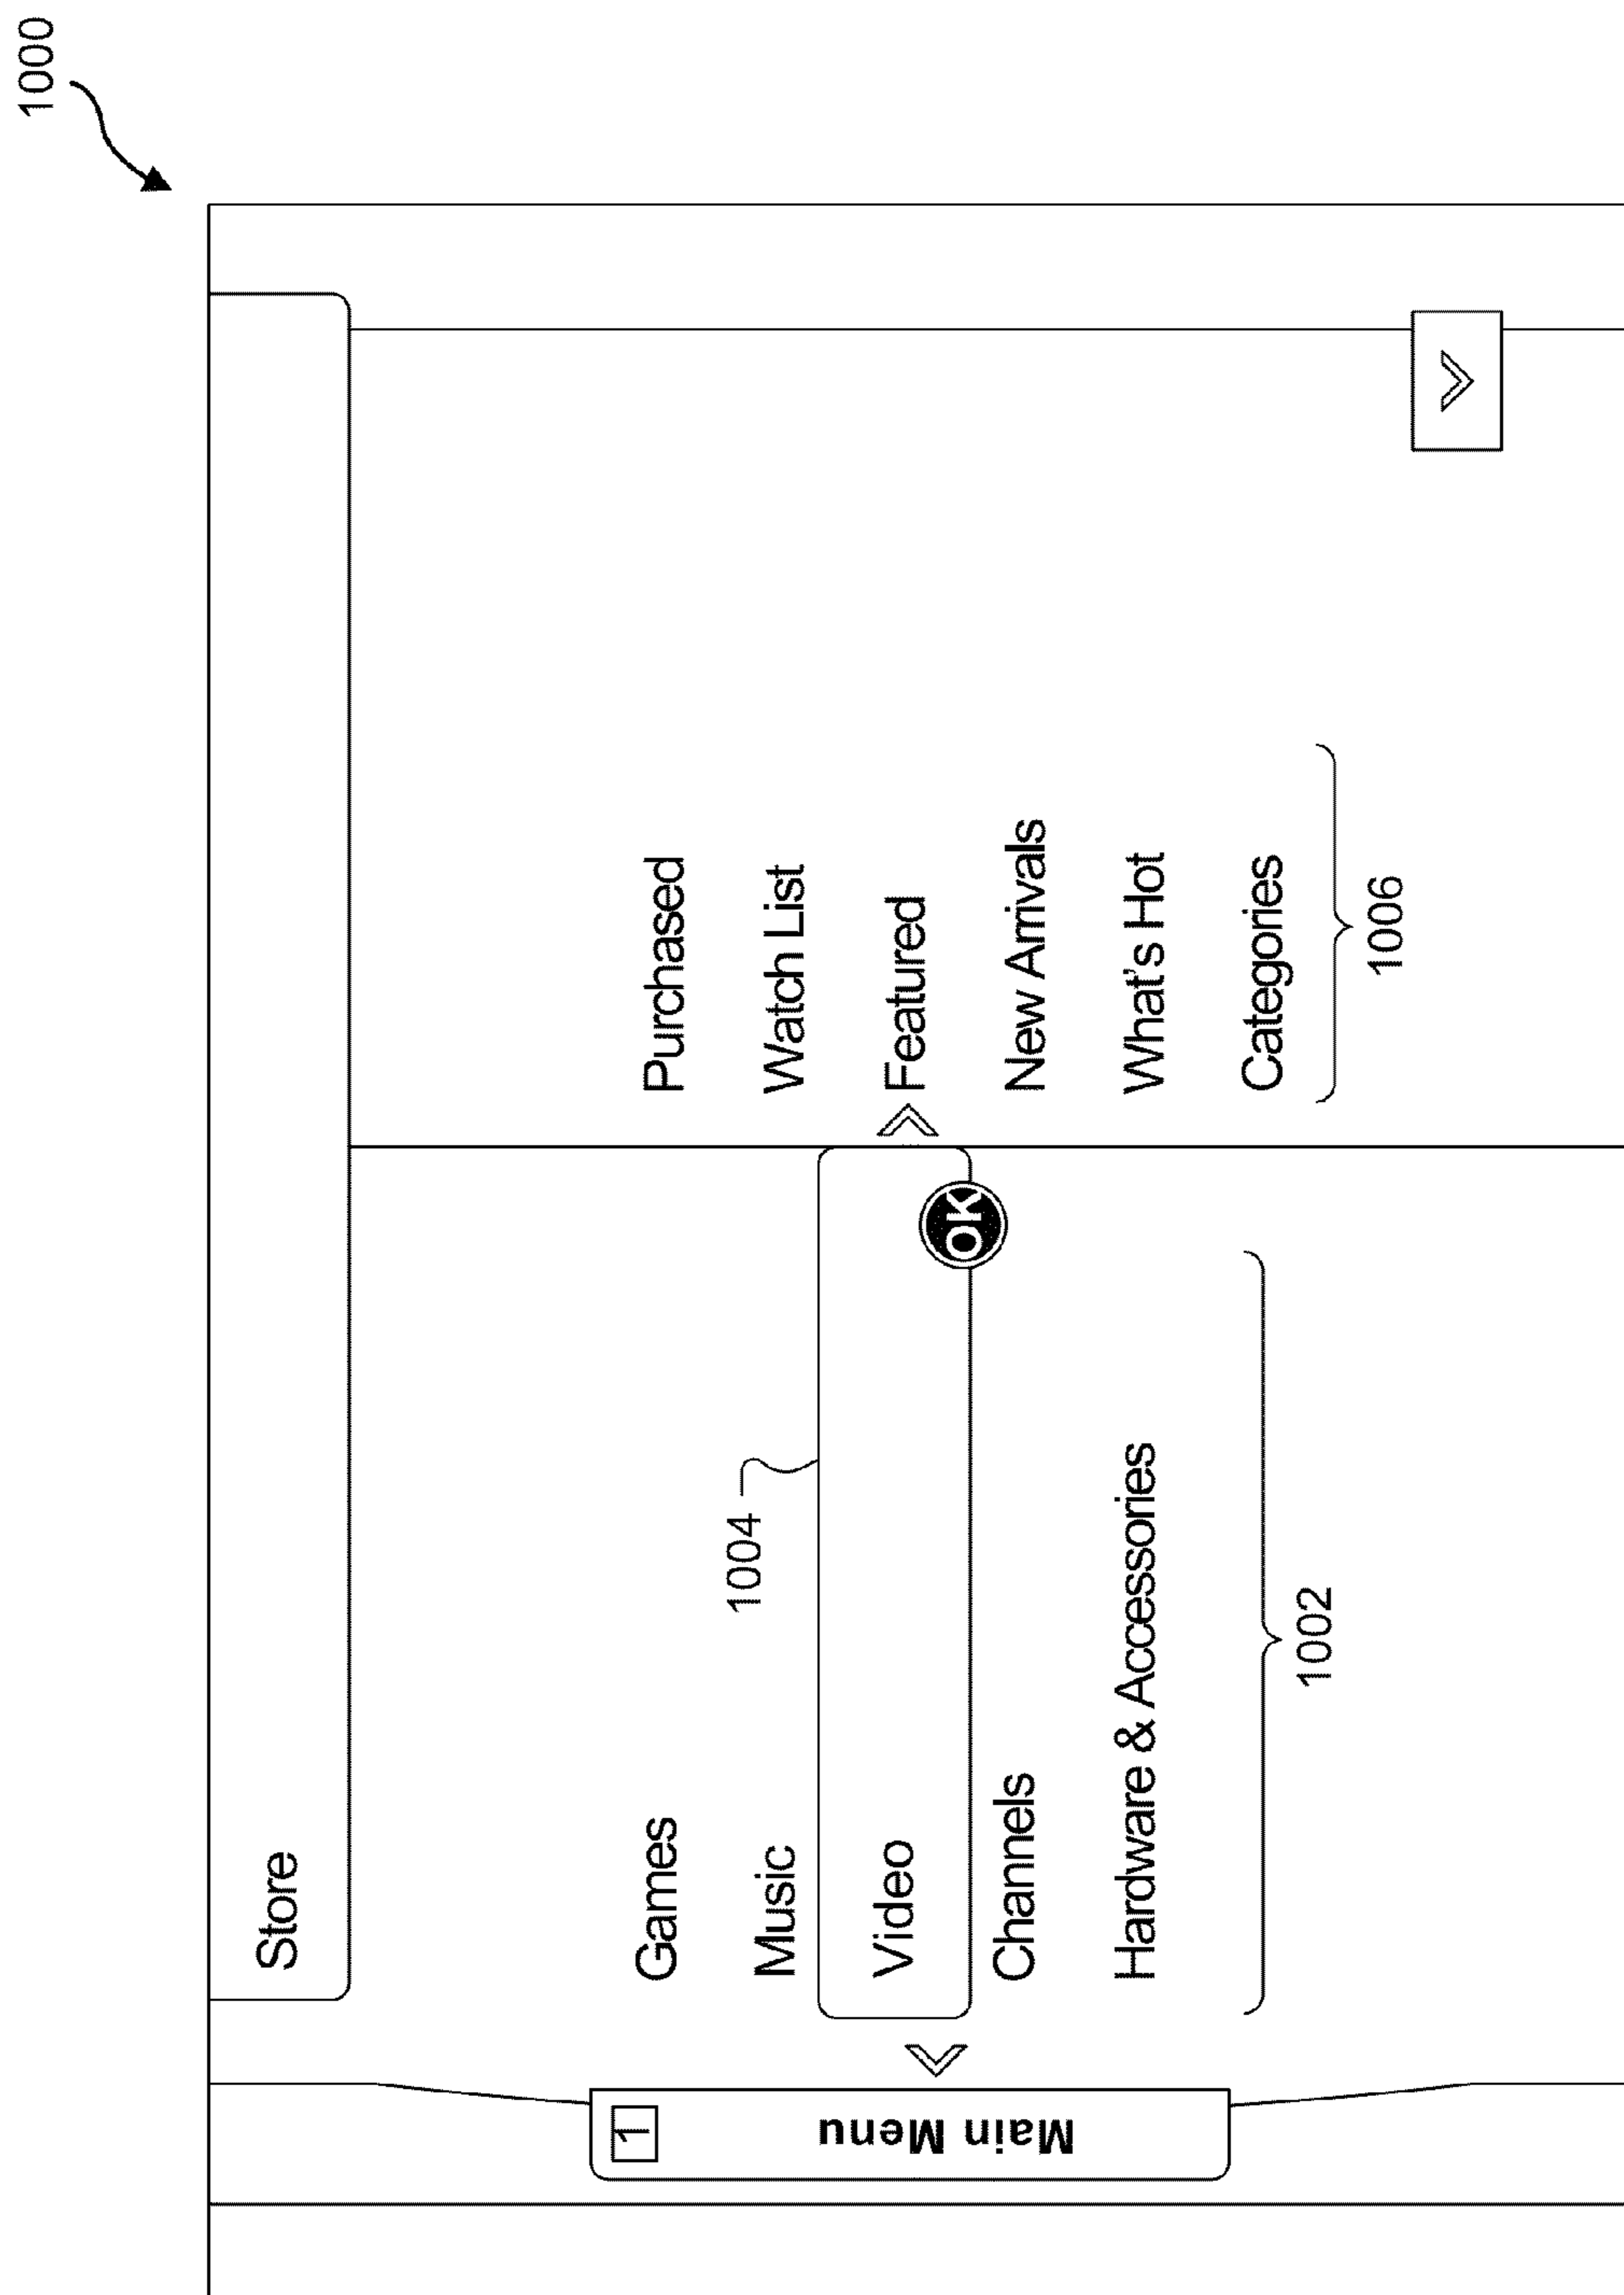 1000
Store
Games
Music
1004
Video
OK
Channels
Hardware & Accessories
1002
Purchased
Watch List
Featured
New Arrivals
What's Hot
Categories
1006
1
Main Menu